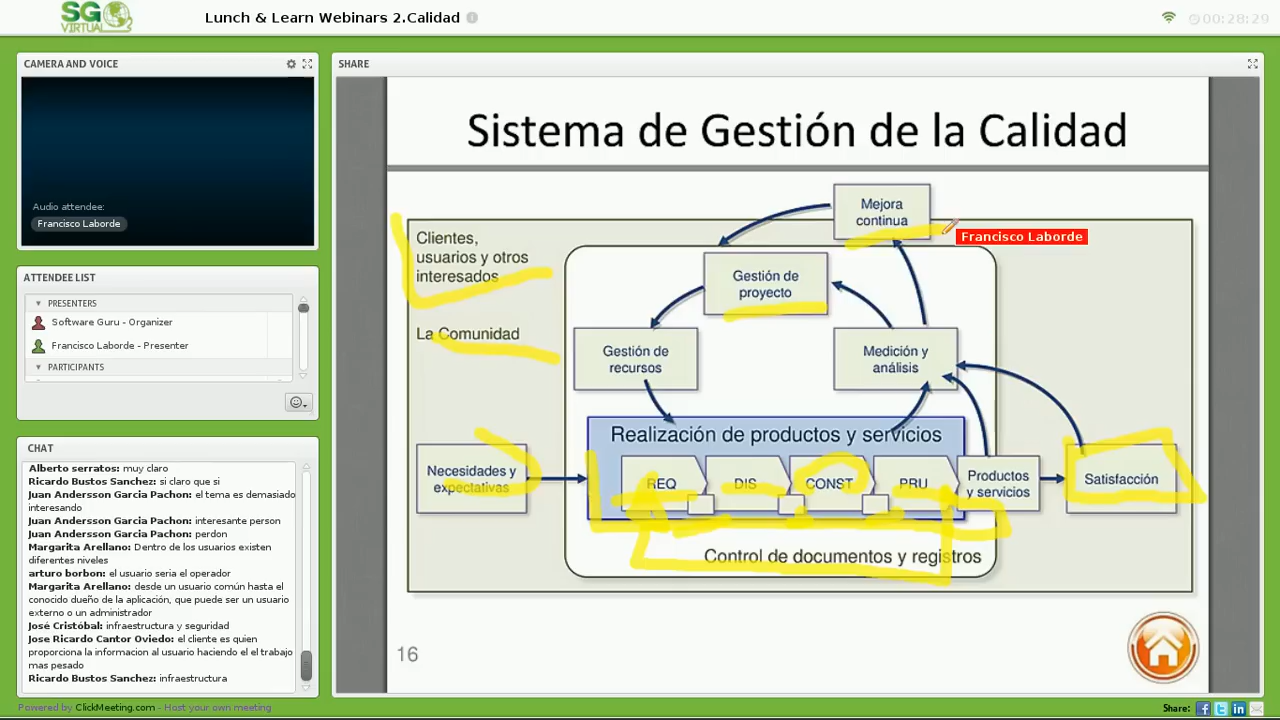 SG
VIRTUAL
Lunch & Learn Webinars 2.Calidad
00:28:29
CAMERA AND VOICE
Audio attendee:
Francisco Laborde
ATTENDEE LIST
PRESENTERS
Software Guru - Organizer
Francisco Laborde - Presenter
PARTICIPANTS
CHAT
Alberto serratos: muy claro
Ricardo Bustos Sanchez: si claro que si
Juan Andersson Garcia Pachon: el tema es demasiado
interesando
Juan Andersson Garcia Pachon: interesante person
Juan Andersson Garcia Pachon: perdon
Margarita Arellano: Dentro de los usuarios existen
diferentes niveles
arturo borbon: el usuario seria el operador
Margarita Arellano: desde un usuario común hasta el
conocido dueño de la aplicación, que puede ser un usuario
externo o un administrador
José Cristóbal: infraestructura y seguridad
Jose Ricardo Cantor Oviedo: el cliente es quien
proporciona la informacion al usuario haciendo el el trabajo
mas pesado
Ricardo Bustos Sanchez: infraestructura
Powered by ClickMeeting.com - Host your own meeting
SHARE
Sistema de Gestión de la Calidad
Mejora
continua
Francisco Laborde
Clientes,
usuarios y otros
interesados
La Comunidad
Gestión de
proyecto
Gestión de
recursos
Medición y
análisis
Realización de productos y servicios
Necesidades y
expectativas
REQ
DIS
CONST
PRU
Productos
y servicios
Satisfacción
Control de documentos y registros
16
Share: